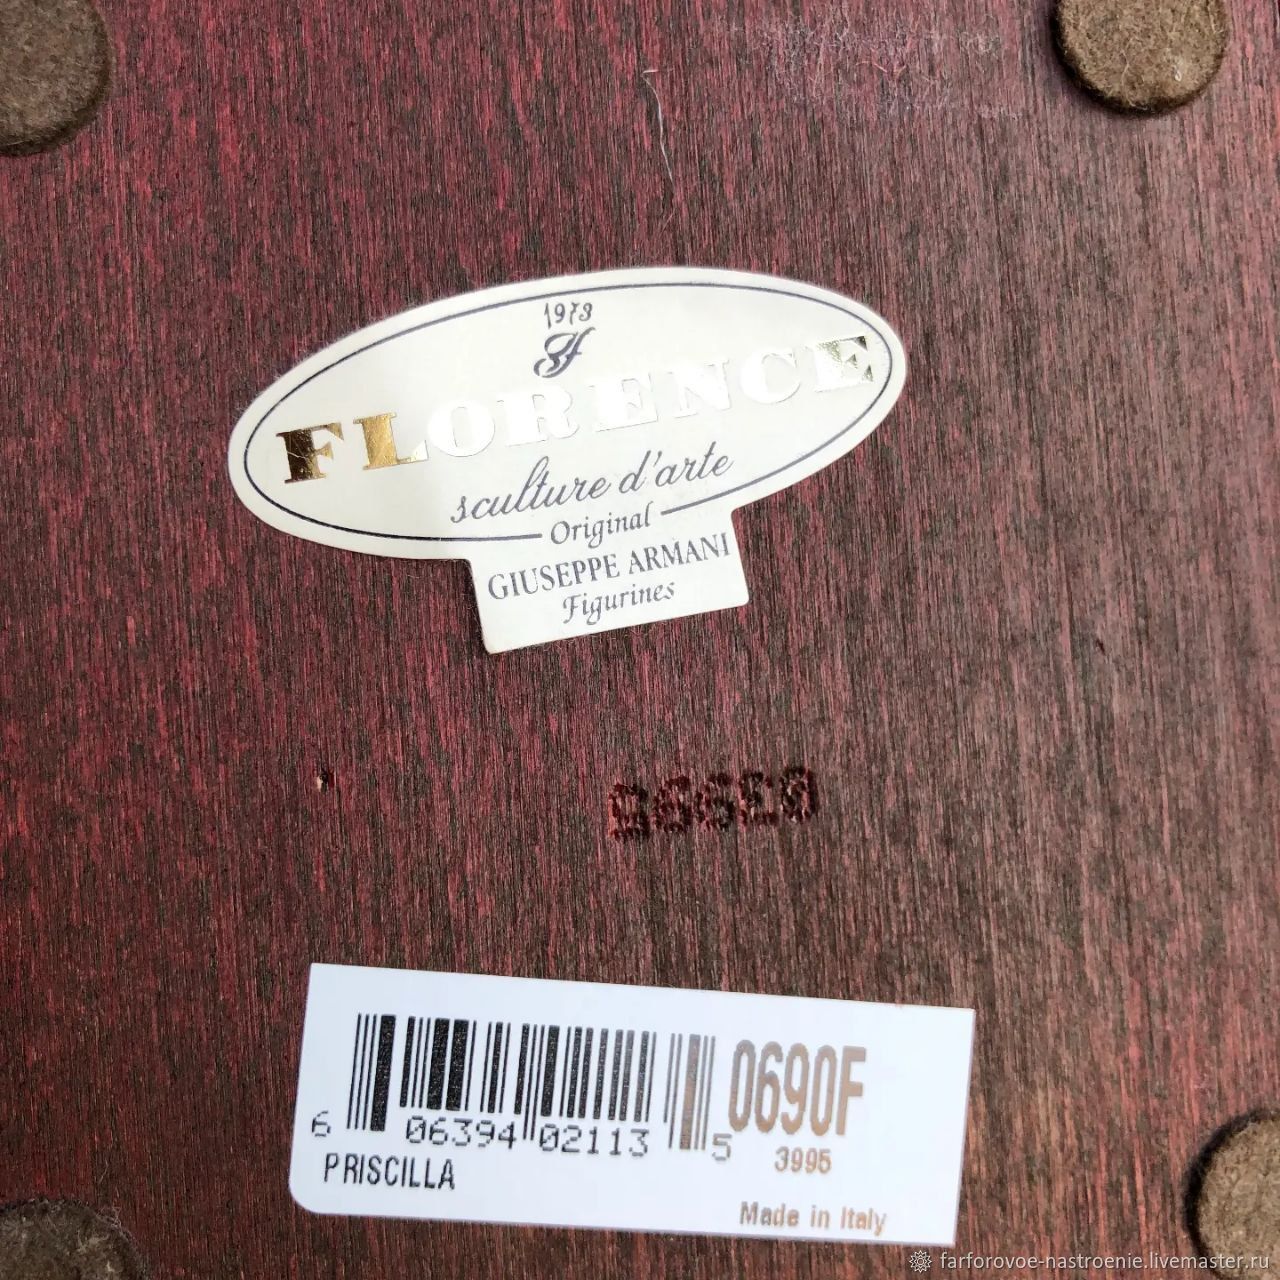 1973
FLORENCE
sculture d'arte
Original
GIUSEPPE ARMANI
Figurines
0690F
6 06394 02113 5
3995
PRISCILLA
Made in Italy
farforovoe-nastroenie.livemaster.ru